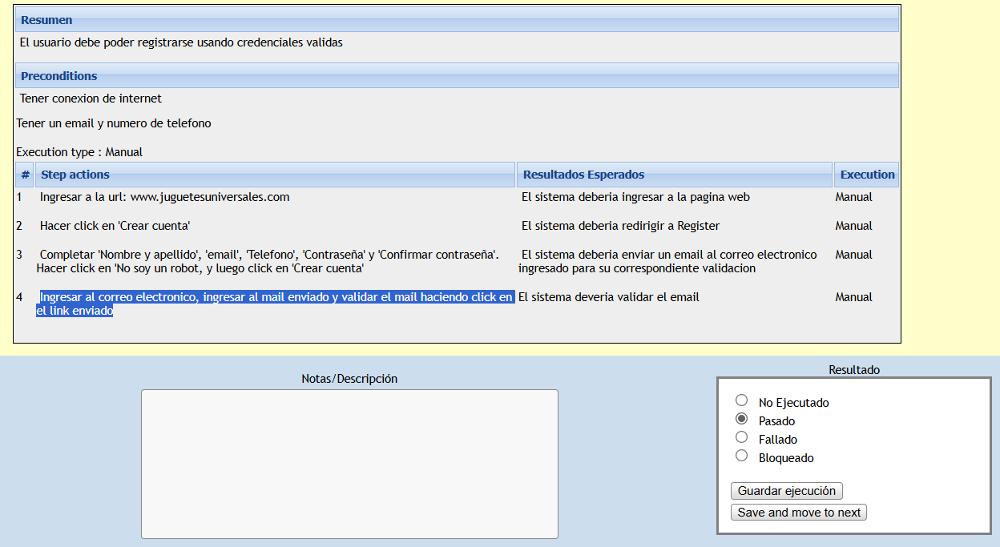 Resumen
El usuario debe poder registrarse usando credenciales validas
Preconditions
Tener conexion de internet
Tener un email y numero de telefono
Execution type : Manual
# Step actions Resultados Esperados Execution
1 Ingresar a la url: www.juguetesuniversales.com El sistema deberia ingresar a la pagina web Manual
2 Hacer click en 'Crear cuenta' El sistema deberia redirigir a Register Manual
3 Completar 'Nombre y apellido', 'email', 'Telefono', 'Contraseña' y 'Confirmar contraseña'. El sistema deberia enviar un email al correo electronico Manual
Hacer click en 'No soy un robot, y luego click en 'Crear cuenta' ingresado para su correspondiente validacion
4 Ingresar al correo electronico, ingresar al mail enviado y validar el mail haciendo click en El sistema deveria validar el email Manual
el link enviado
Notas/Descripción
Resultado
No Ejecutado
Pasado
Fallado
Bloqueado
Guardar ejecución
Save and move to next